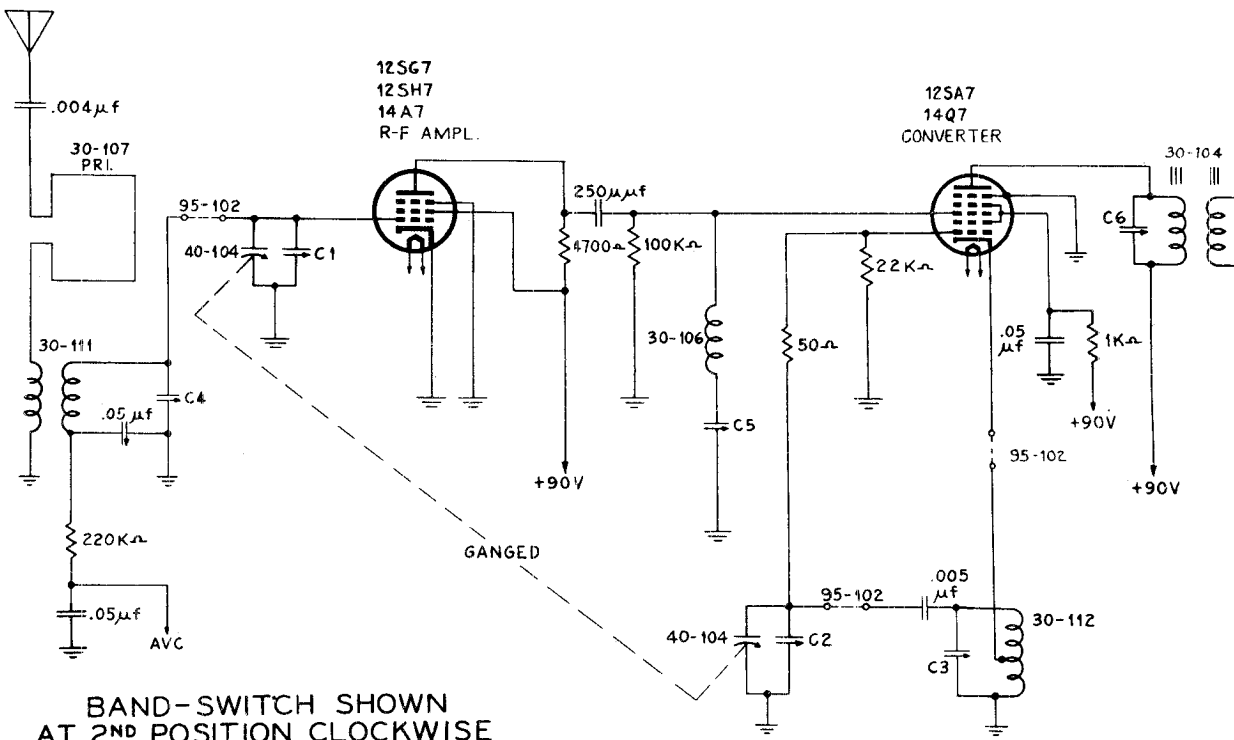 .004µf
30-107
PRI.
12SG7
12SH7
14A7
R-F AMPL.
12SA7
14Q7
CONVERTER
30-104
95-102
40-104
C1
250µµf
4700Ω
100KΩ
22KΩ
C6
30-111
C4
.05µf
30-106
50Ω
.05
µf
1KΩ
C5
+90V
+90V
+90V
95-102
220KΩ
GANGED
.05µf
AVC
95-102
.005
µf
40-104
C2
C3
30-112
BAND-SWITCH SHOWN
AT 2ND POSITION CLOCKWISE